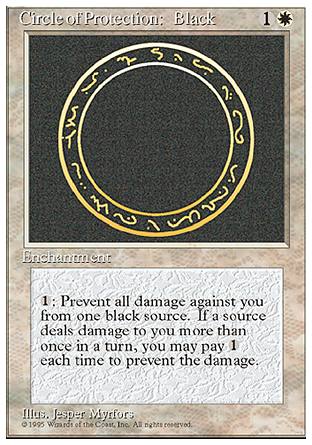 Circle of Protection: Black 1
Enchantment
1: Prevent all damage against you
from one black source. If a source
deals damage to you more than
once in a turn, you may pay 1
each time to prevent the damage.
Illus. Jesper Myrfors
©1995 Wizards of the Coast, Inc. All rights reserved.